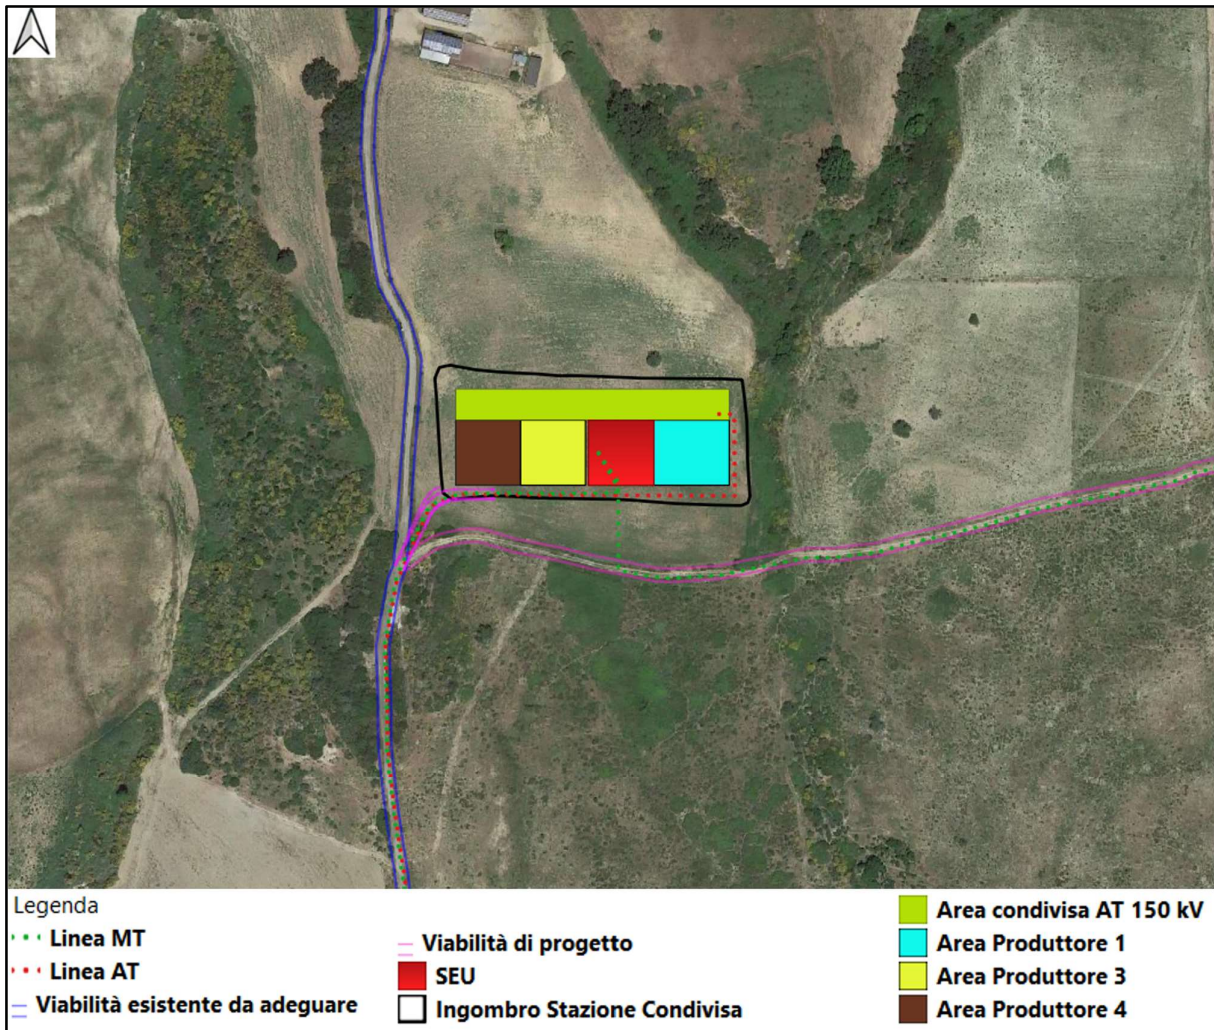 Legenda
Linea MT
Linea AT
Viabilità esistente da adeguare
Viabilità di progetto
SEU
Ingombro Stazione Condivisa
Area condivisa AT 150 kV
Area Produttore 1
Area Produttore 3
Area Produttore 4